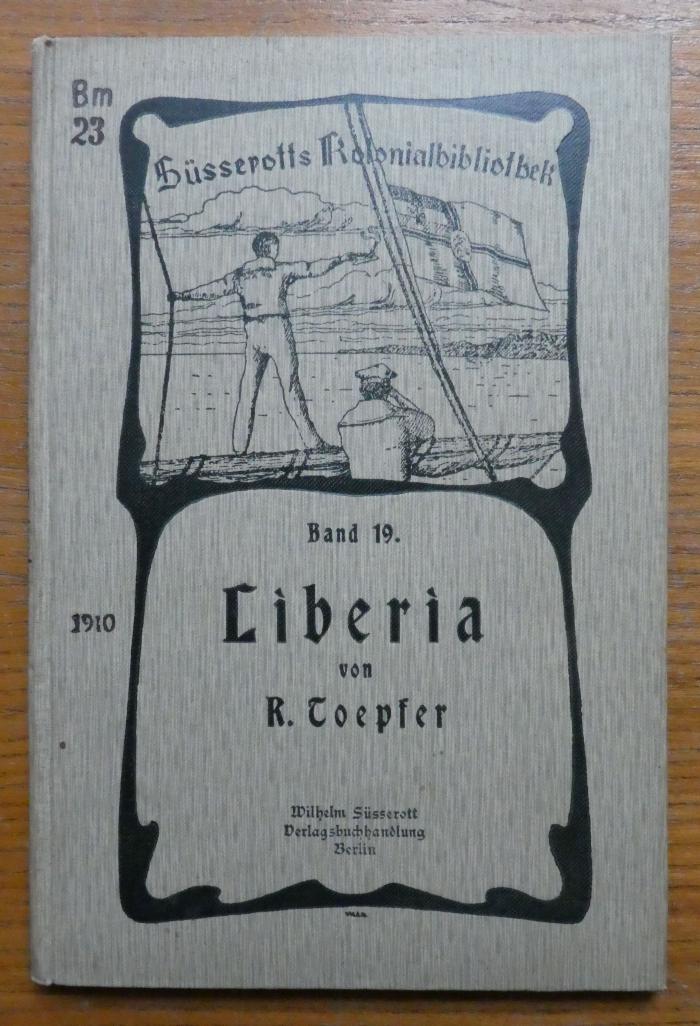 Bm
23
Süsserotts Kolonialbibliothek
Band 19.
Liberia
1910
von
R. Toepfer
Wilhelm Süsserott
Verlagsbuchhandlung
Berlin